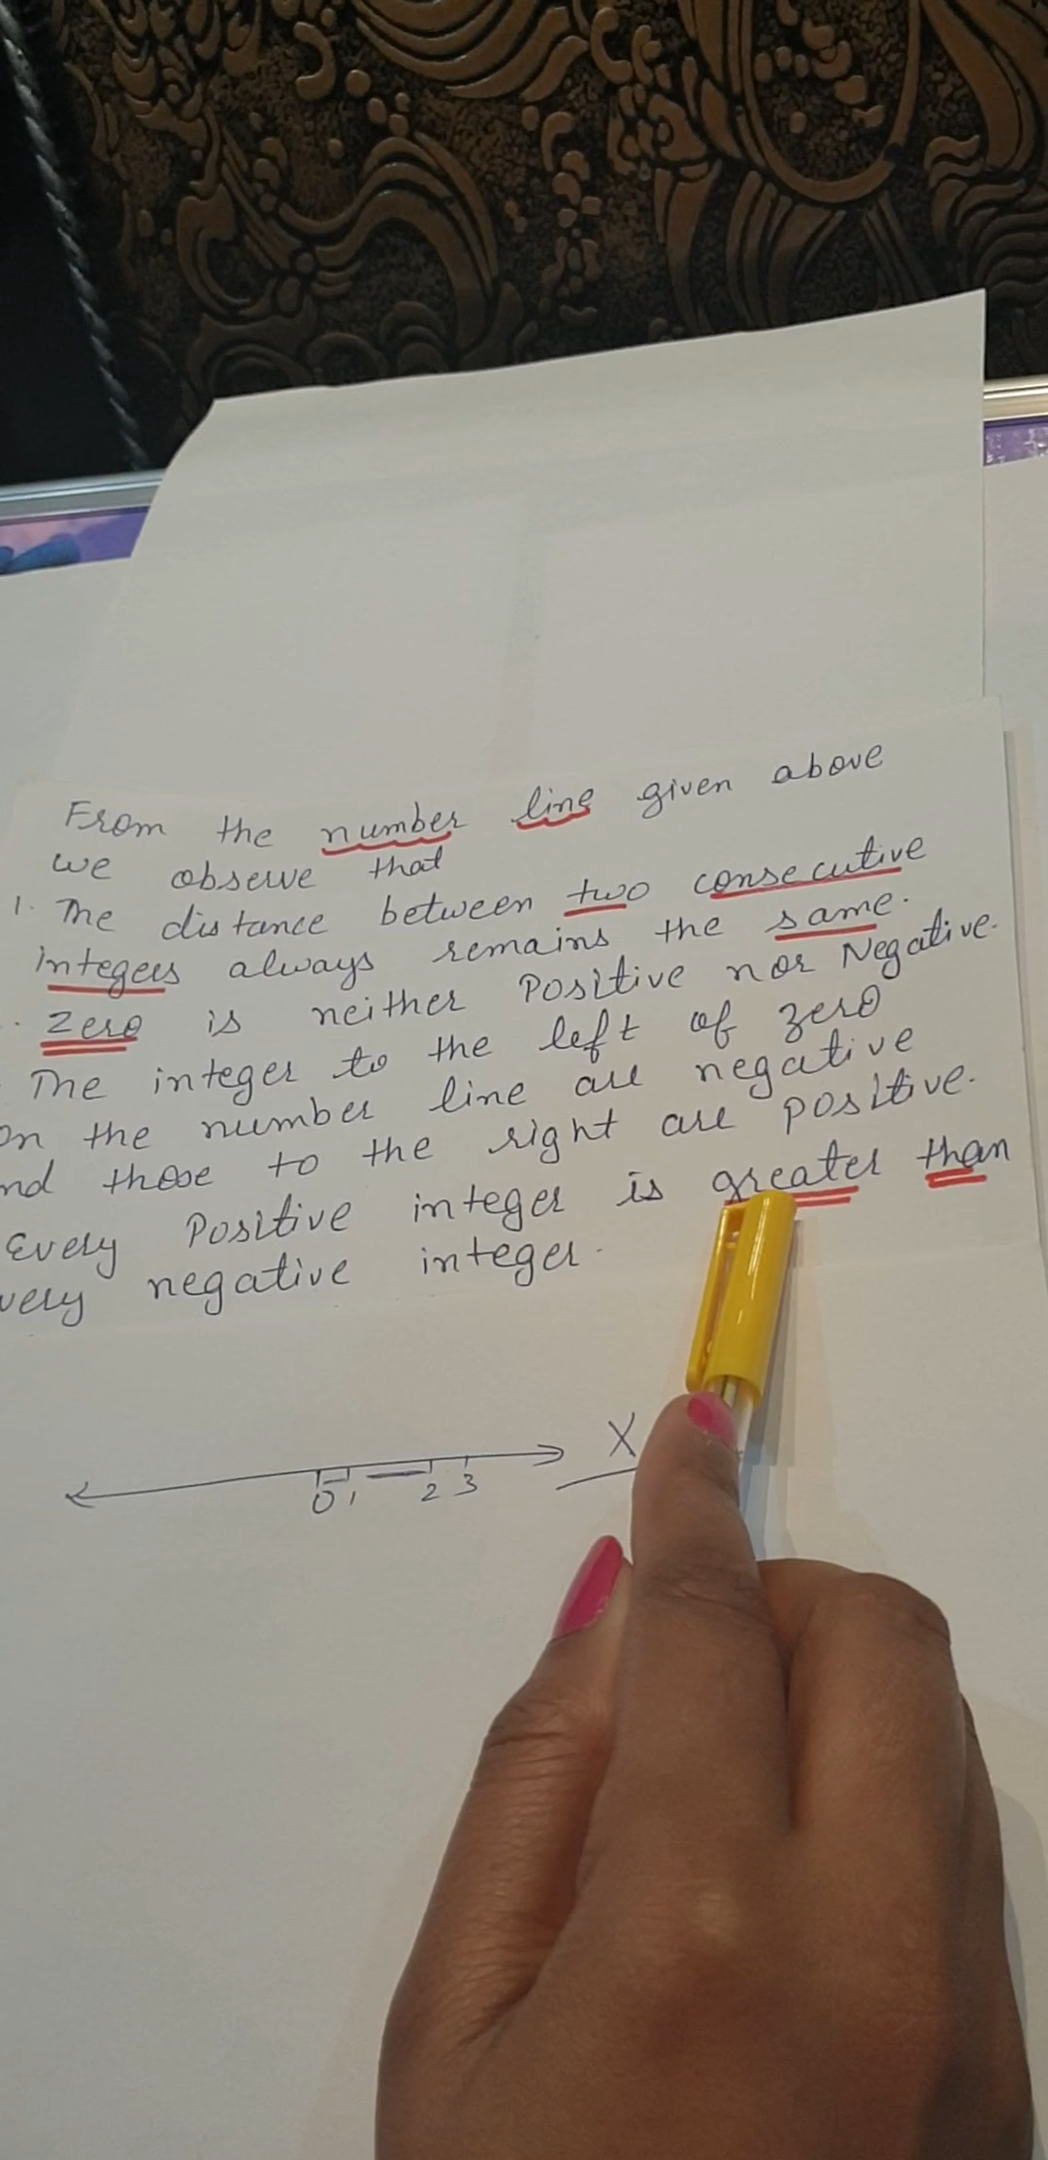 From the number line given above
we observe that
1. The distance between two consecutive
integers always remains the same.
. Zero is neither Positive nor Negative.
The integer to the left of zero
on the number line are negative
nd those to the right are positive.
Every Positive integer is greater than
very negative integer.
X
0 1 2 3